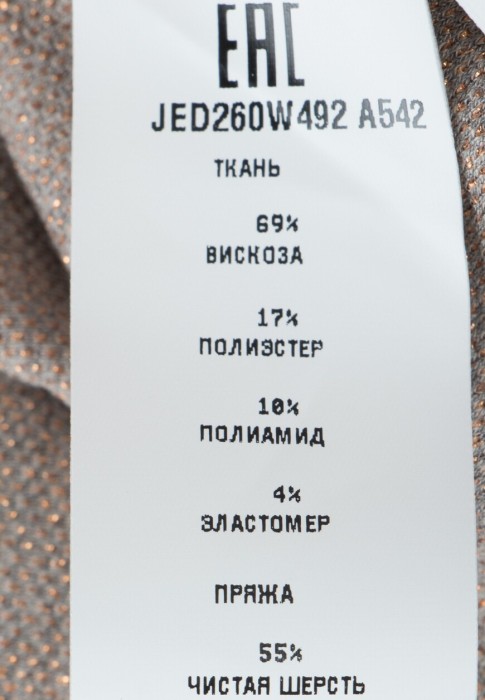 EAC
JED260W492 A542
ТКАНЬ
69%
ВИСКОЗА
17%
ПОЛИЭСТЕР
10%
ПОЛИАМИД
4%
ЭЛАСТОМЕР
ПРЯЖА
55%
ЧИСТАЯ ШЕРСТЬ